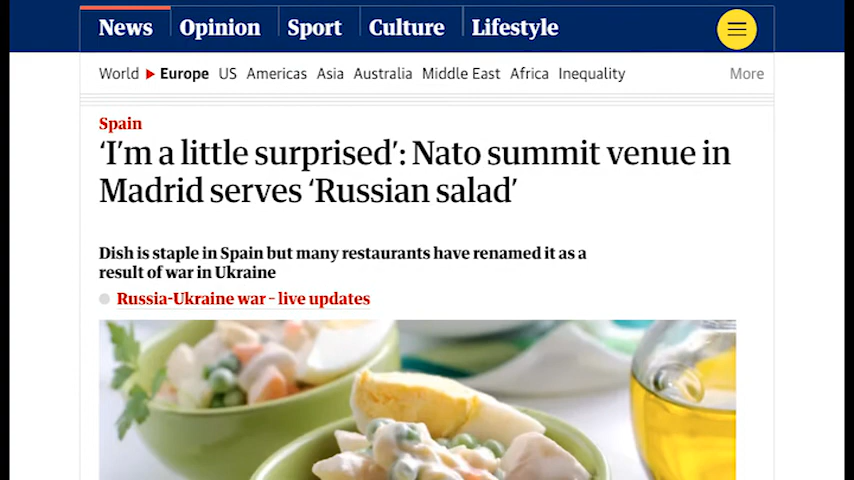 News Opinion Sport Culture Lifestyle
World Europe US Americas Asia Australia Middle East Africa Inequality More
Spain
‘I’m a little surprised’: Nato summit venue in
Madrid serves ‘Russian salad’
Dish is staple in Spain but many restaurants have renamed it as a
result of war in Ukraine
Russia-Ukraine war – live updates